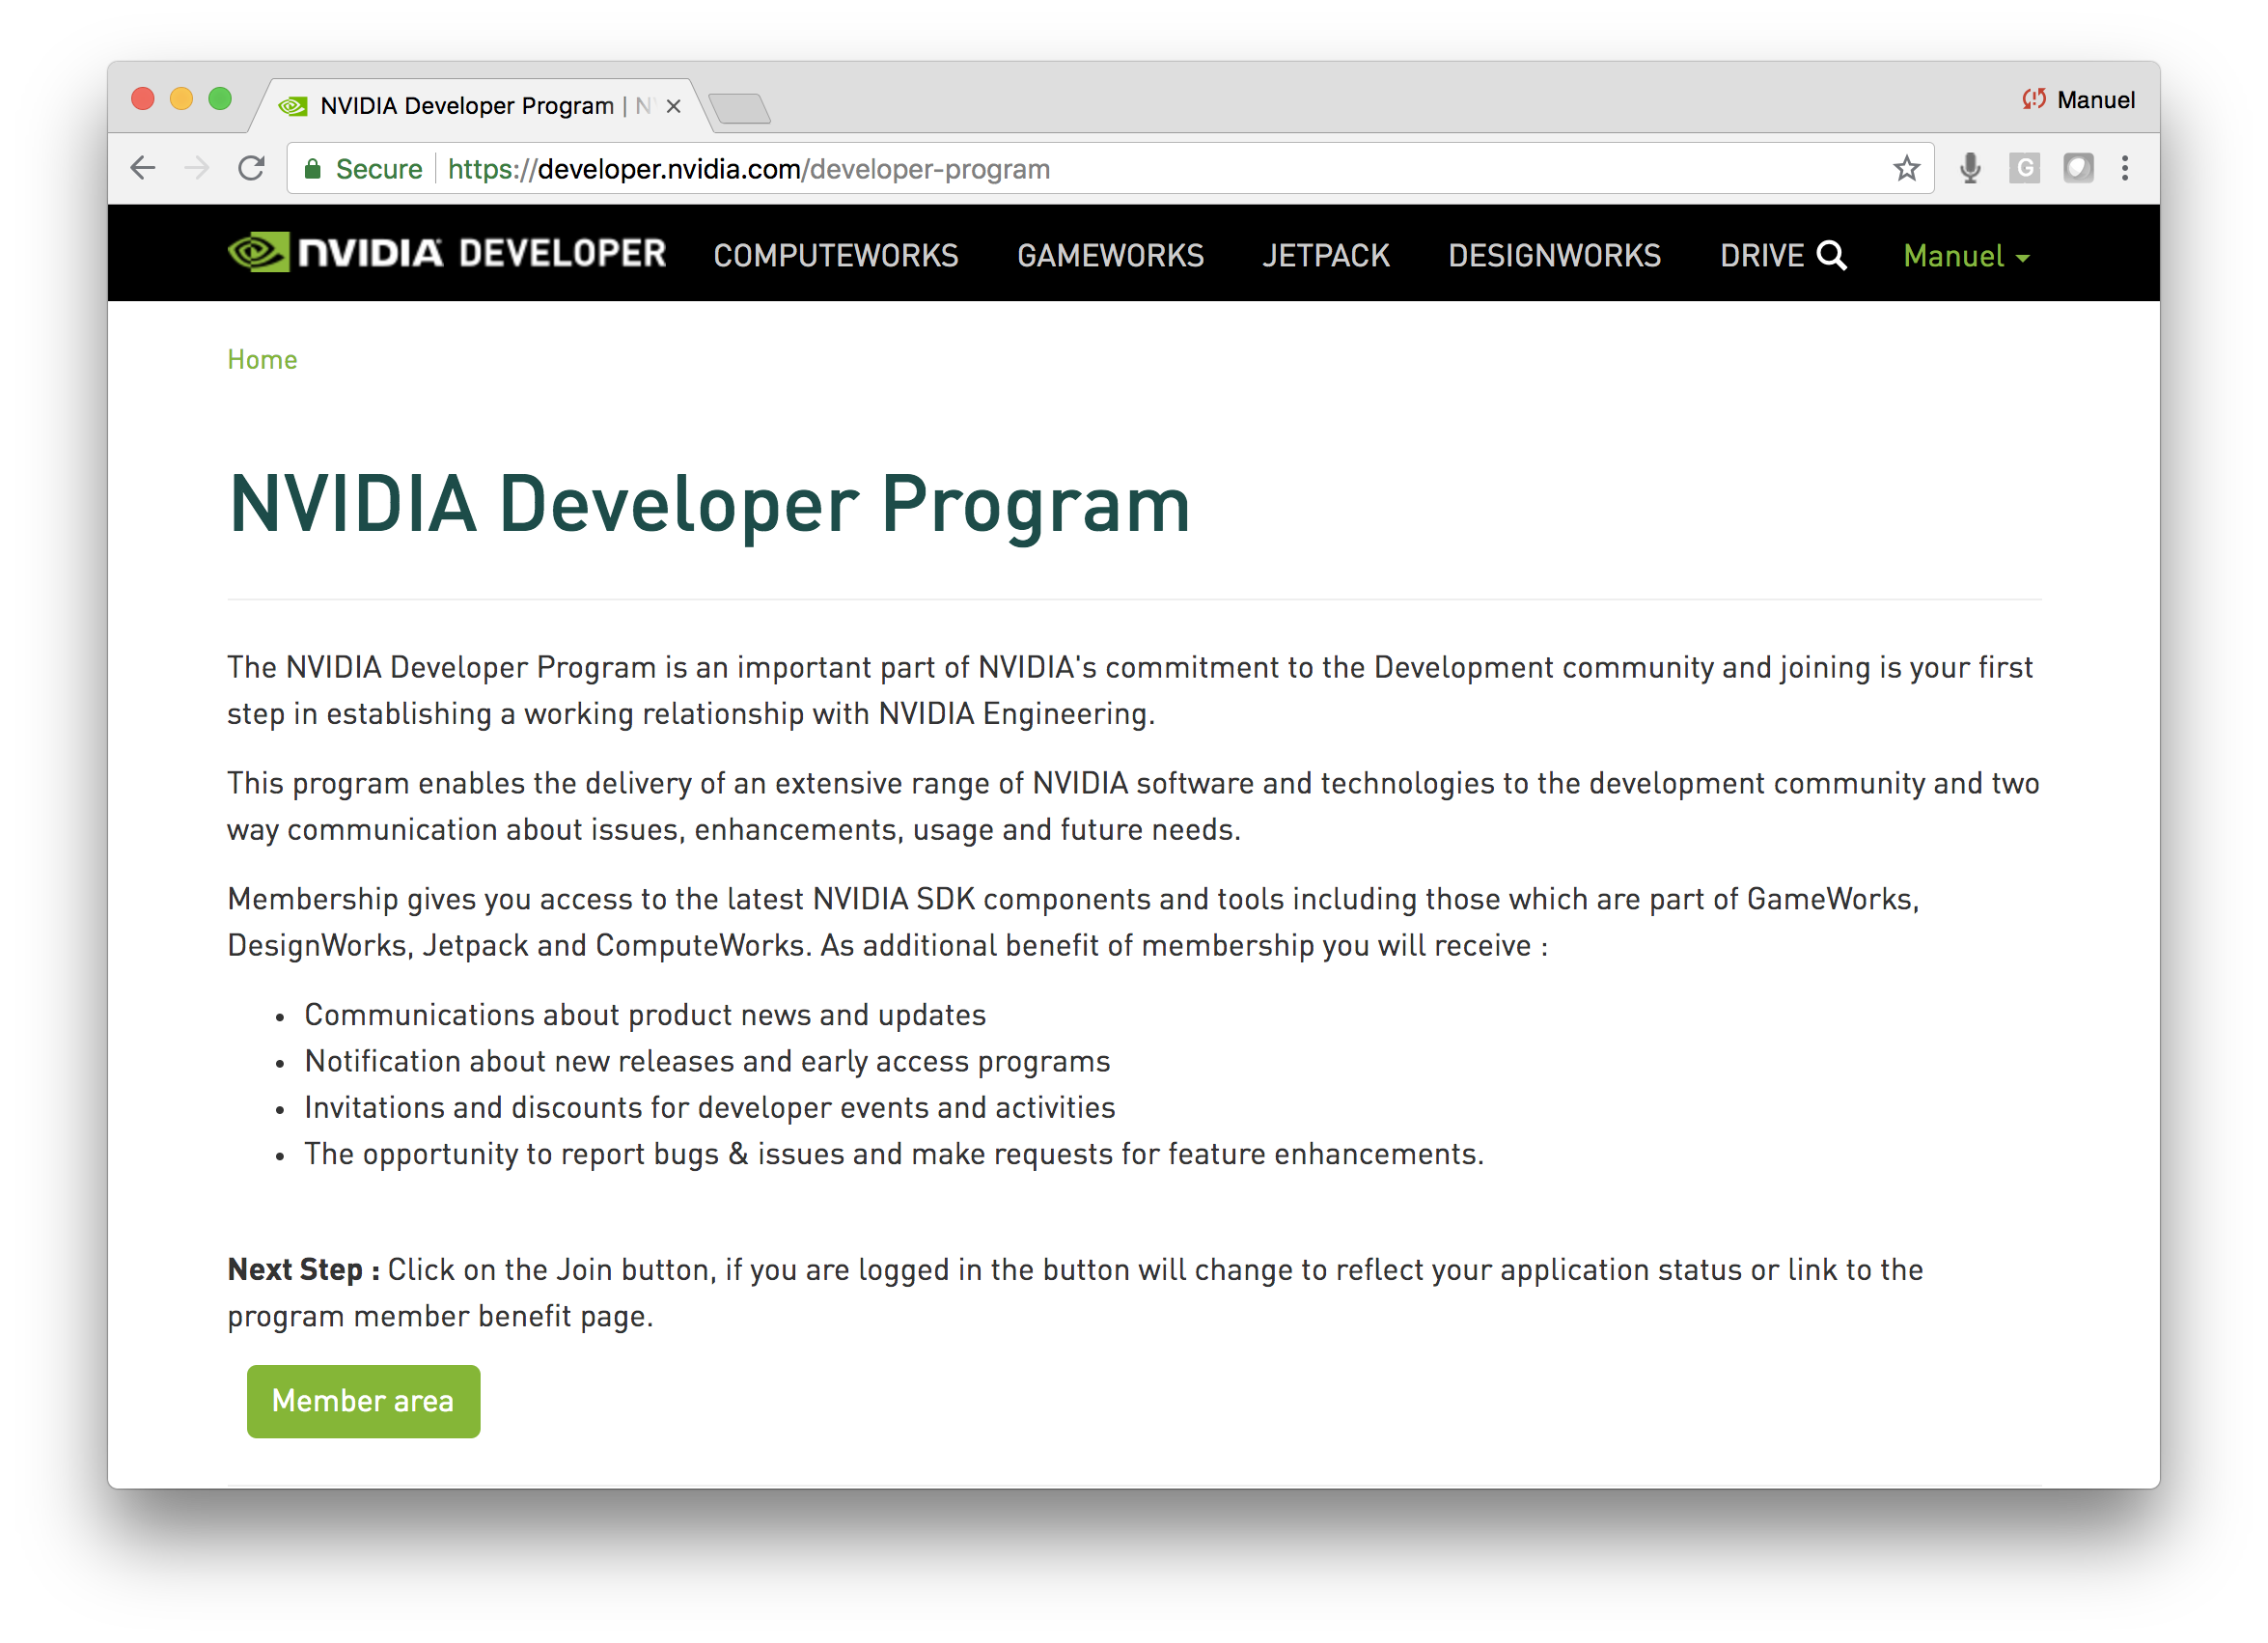 NVIDIA Developer Program | N
Manuel
Secure https://developer.nvidia.com/developer-program
G
NVIDIA DEVELOPER COMPUTEWORKS GAMEWORKS JETPACK DESIGNWORKS DRIVE Manuel
Home
NVIDIA Developer Program
The NVIDIA Developer Program is an important part of NVIDIA's commitment to the Development community and joining is your first
step in establishing a working relationship with NVIDIA Engineering.
This program enables the delivery of an extensive range of NVIDIA software and technologies to the development community and two
way communication about issues, enhancements, usage and future needs.
Membership gives you access to the latest NVIDIA SDK components and tools including those which are part of GameWorks,
DesignWorks, Jetpack and ComputeWorks. As additional benefit of membership you will receive :
• Communications about product news and updates
• Notification about new releases and early access programs
• Invitations and discounts for developer events and activities
• The opportunity to report bugs & issues and make requests for feature enhancements.
Next Step : Click on the Join button, if you are logged in the button will change to reflect your application status or link to the
program member benefit page.
Member area